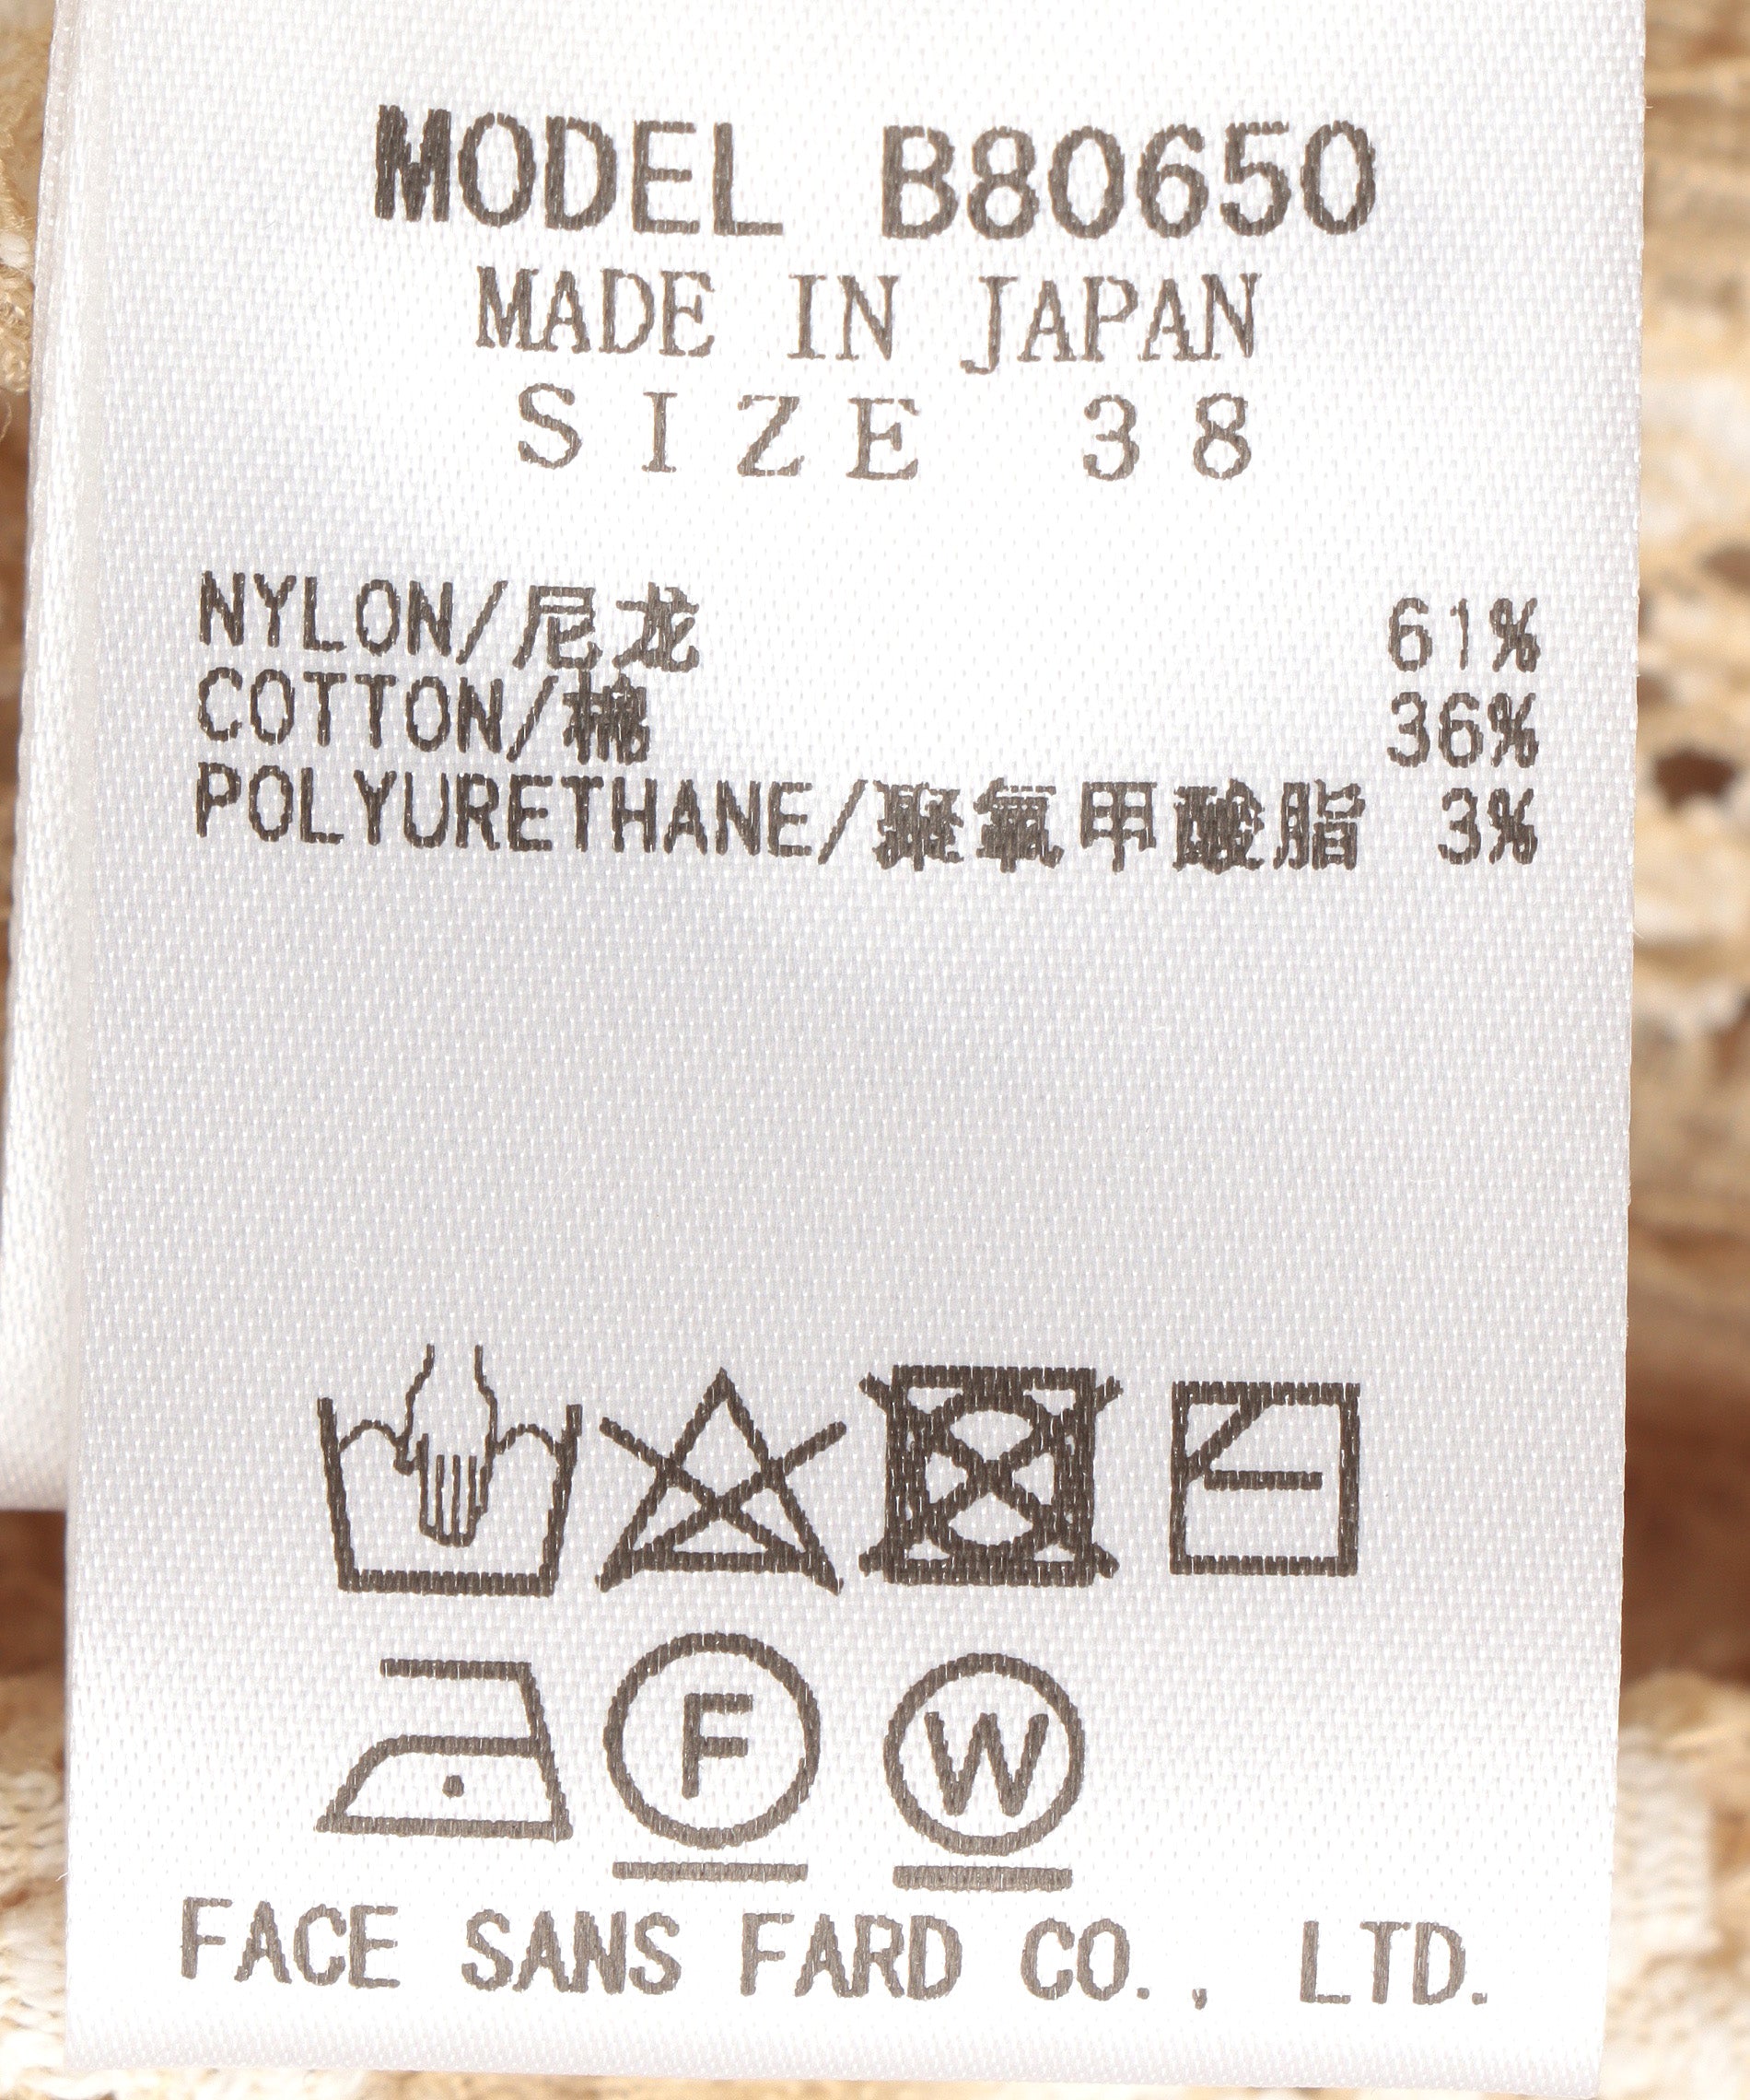 MODEL B80650
MADE IN JAPAN
SIZE 38
NYLON/尼龙 61%
COTTON/棉 36%
POLYURETHANE/聚氨甲酸脂 3%
F W
FACE SANS FARD CO., LTD.